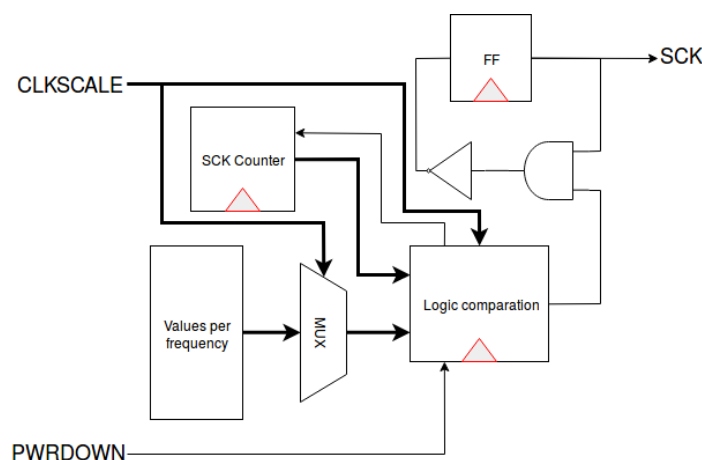 FF
SCK
CLKSCALE
SCK Counter
Values per
frequency
MUX
Logic comparation
PWRDOWN